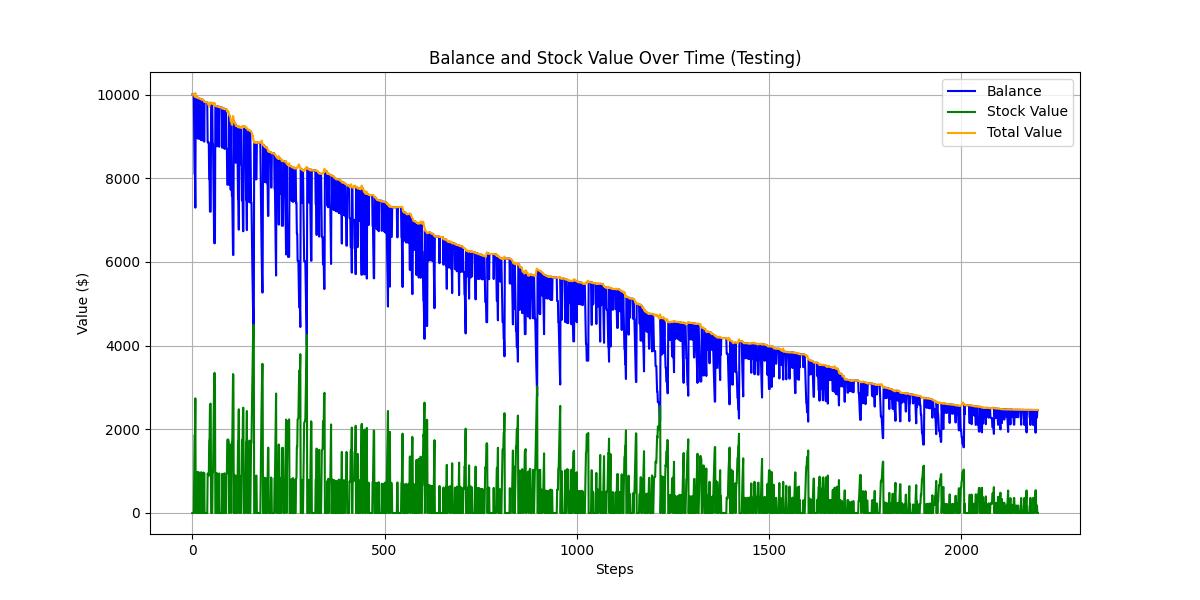 Balance and Stock Value Over Time (Testing)
Balance
Stock Value
Total Value
10000
8000
6000
4000
2000
0
Value ($)
0 500 1000 1500 2000
Steps